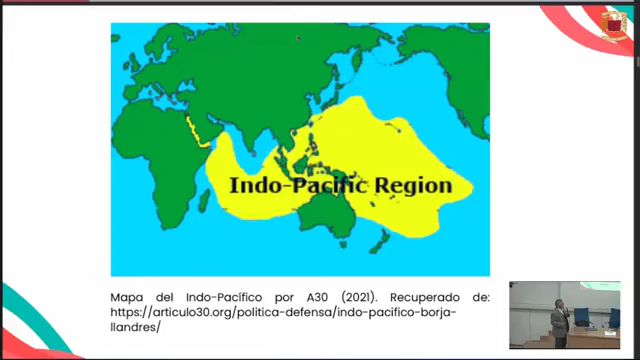 Indo-Pacific Region
Mapa del Indo-Pacífico por A30 (2021). Recuperado de:
https://articulo30.org/politica-defensa/indo-pacifico-borja-
llandres/